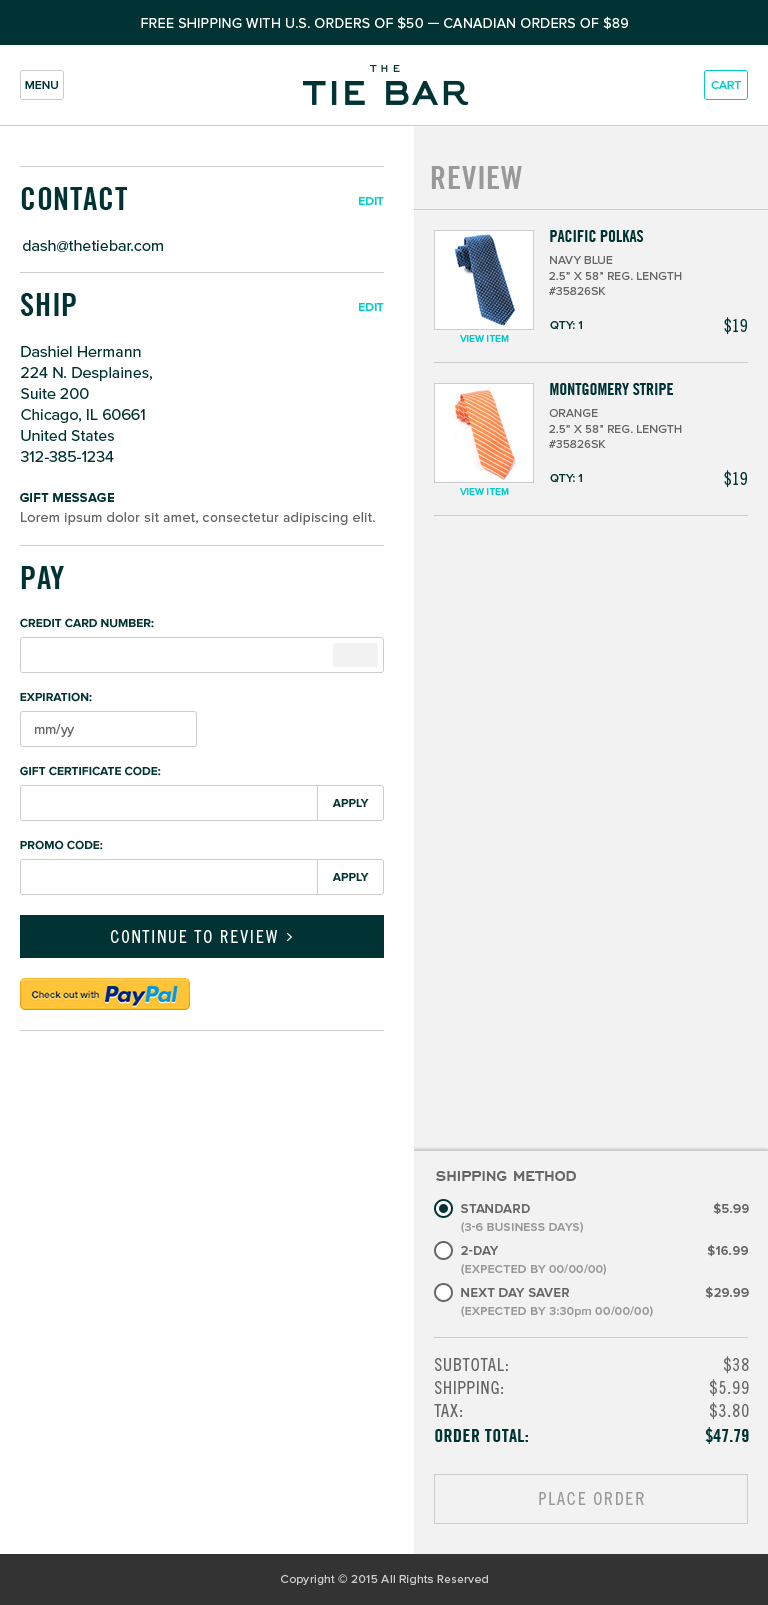 FREE SHIPPING WITH U.S. ORDERS OF $50 — CANADIAN ORDERS OF $89
MENU
THE
TIE BAR
CART
CONTACT
EDIT
dash@thetiebar.com
SHIP
EDIT
Dashiel Hermann
224 N. Desplaines,
Suite 200
Chicago, IL 60661
United States
312-385-1234
GIFT MESSAGE
Lorem ipsum dolor sit amet, consectetur adipiscing elit.
PAY
CREDIT CARD NUMBER:
EXPIRATION:
mm/yy
GIFT CERTIFICATE CODE:
APPLY
PROMO CODE:
APPLY
CONTINUE TO REVIEW >
Check out with PayPal
REVIEW
PACIFIC POLKAS
NAVY BLUE
2.5” X 58” REG. LENGTH
#35826SK
QTY: 1
$19
VIEW ITEM
MONTGOMERY STRIPE
ORANGE
2.5” X 58” REG. LENGTH
#35826SK
QTY: 1
$19
VIEW ITEM
SHIPPING METHOD
STANDARD $5.99
(3-6 BUSINESS DAYS)
2-DAY $16.99
(EXPECTED BY 00/00/00)
NEXT DAY SAVER $29.99
(EXPECTED BY 3:30pm 00/00/00)
SUBTOTAL: $38
SHIPPING: $5.99
TAX: $3.80
ORDER TOTAL: $47.79
PLACE ORDER
Copyright © 2015 All Rights Reserved